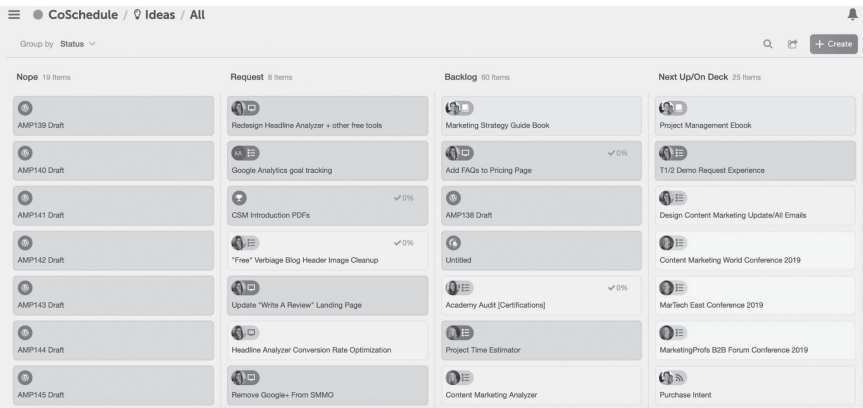 CoSchedule / Ideas / All
Group by Status
+ Create
Nope 19 Items
AMP139 Draft
AMP140 Draft
AMP141 Draft
AMP142 Draft
AMP143 Draft
AMP144 Draft
AMP145 Draft
Request 8 Items
Redesign Headline Analyzer + other free tools
KA
Google Analytics goal tracking
0%
CSM Introduction PDFs
0%
"Free" Verbiage Blog Header Image Cleanup
Update "Write A Review" Landing Page
Headline Analyzer Conversion Rate Optimization
Remove Google+ From SMMO
Backlog 60 Items
Marketing Strategy Guide Book
0%
Add FAQs to Pricing Page
AMP138 Draft
Untitled
0%
Academy Audit [Certifications]
Project Time Estimator
Content Marketing Analyzer
Next Up/On Deck 25 Items
Project Management Ebook
T1/2 Demo Request Experience
Design Content Marketing Update/All Emails
Content Marketing World Conference 2019
MarTech East Conference 2019
MarketingProfs B2B Forum Conference 2019
Purchase Intent